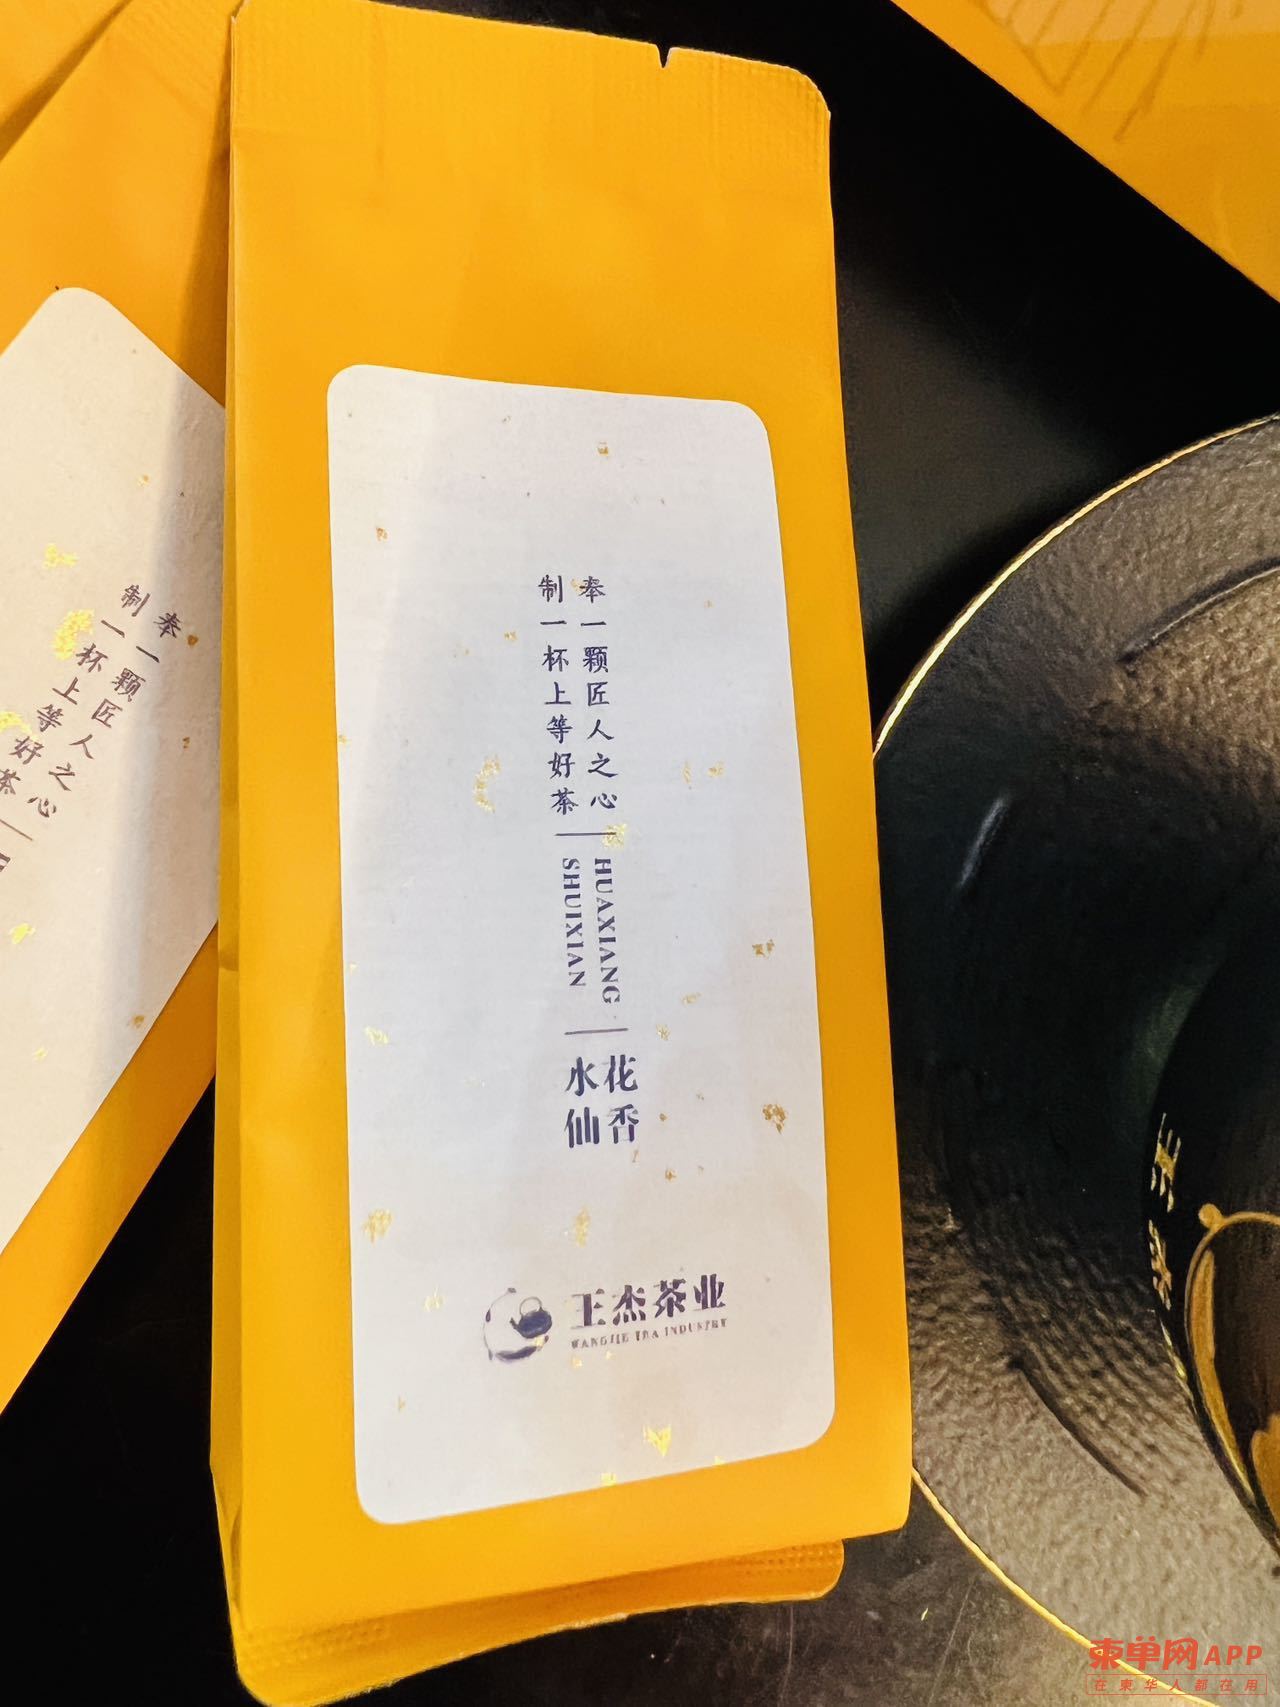 奉一颗匠人之心
制一杯上等好茶
HUAXIANG
SHUIXIAN
花香
水仙
王杰茶业
WANGJIE TEA INDUSTRY
奉一颗匠人之心
制一杯上等好茶
柬单网APP
在柬华人都在用